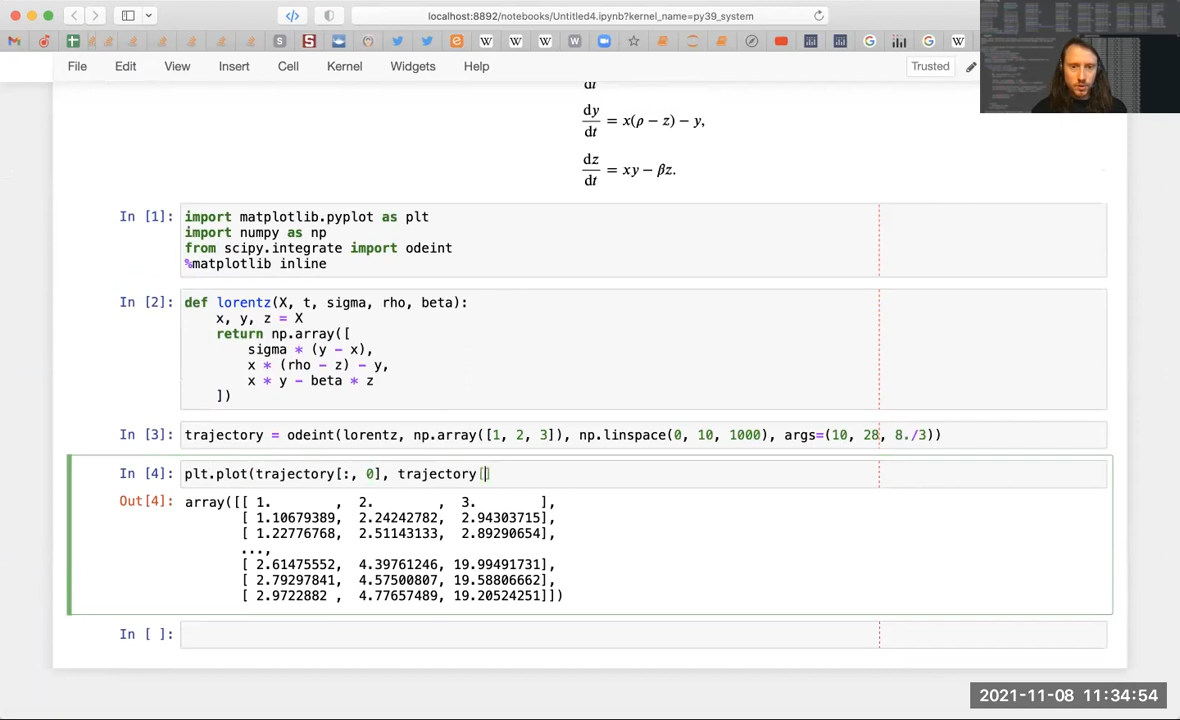 localhost:8892/notebooks/Untitled4.ipynb?kernel_name=py39_system
File Edit View Insert Cell Kernel Widgets Help
Trusted
dt
dy
dt
= x(ρ − z) − y,
dz
dt
= xy − βz.
In [1]:
import matplotlib.pyplot as plt
import numpy as np
from scipy.integrate import odeint
%matplotlib inline
In [2]:
def lorentz(X, t, sigma, rho, beta):
x, y, z = X
return np.array([
sigma * (y - x),
x * (rho - z) - y,
x * y - beta * z
])
In [3]:
trajectory = odeint(lorentz, np.array([1, 2, 3]), np.linspace(0, 10, 1000), args=(10, 28, 8./3))
In [4]:
plt.plot(trajectory[:, 0], trajectory[]
Out[4]:
array([[ 1. , 2. , 3. ],
[ 1.10679389, 2.24242782, 2.94303715],
[ 1.22776768, 2.51143133, 2.89290654],
...,
[ 2.61475552, 4.39761246, 19.99491731],
[ 2.79297841, 4.57500807, 19.58806662],
[ 2.9722882 , 4.77657489, 19.20524251]])
In [ ]:
2021-11-08 11:34:54